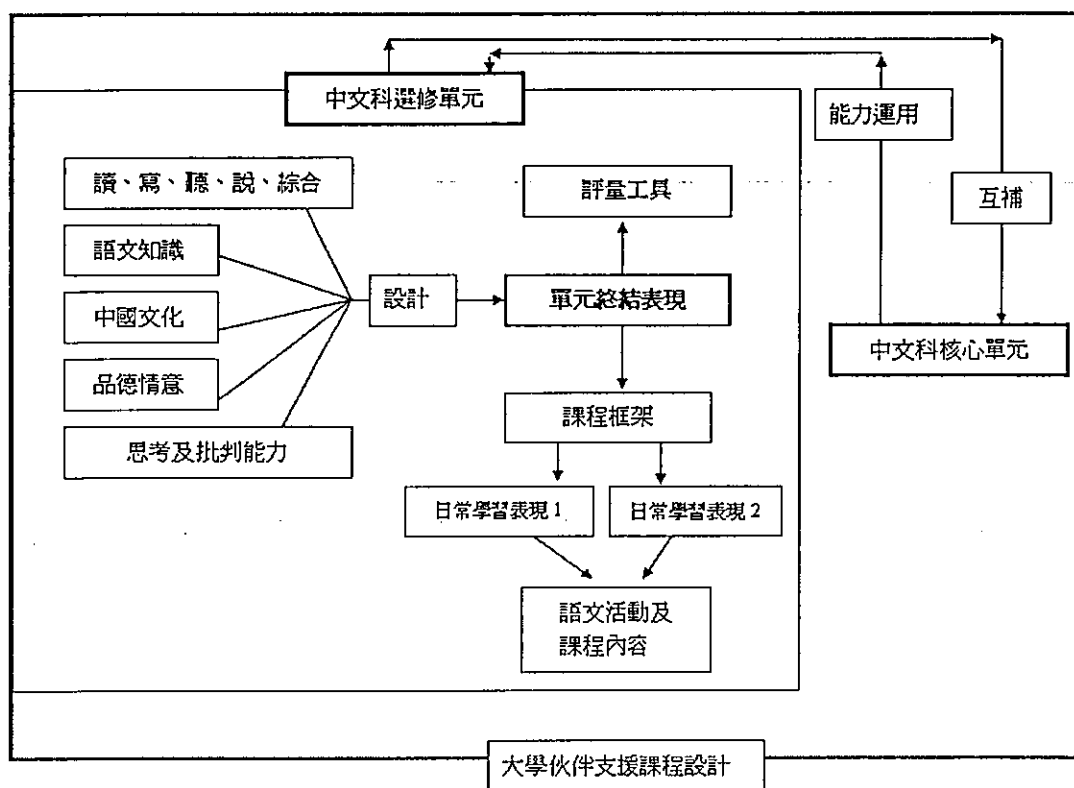 中文科選修單元
能力運用
讀、寫、聽、說、綜合
評量工具
互補
語文知識
設計
單元終結表現
中國文化
中文科核心單元
品德情意
課程框架
思考及批判能力
日常學習表現 1
日常學習表現 2
語文活動及
課程內容
大學伙伴支援課程設計